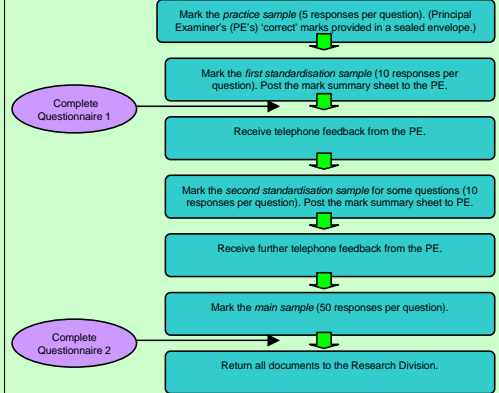 Mark the practice sample (5 responses per question). (Principal
Examiner's (PE's) 'correct' marks provided in a sealed envelope.)
Mark the first standardisation sample (10 responses per
question). Post the mark summary sheet to the PE.
Complete
Questionnaire 1
Receive telephone feedback from the PE.
Mark the second standardisation sample for some questions (10
responses per question). Post the mark summary sheet to PE.
Receive further telephone feedback from the PE.
Mark the main sample (50 responses per question).
Complete
Questionnaire 2
Return all documents to the Research Division.